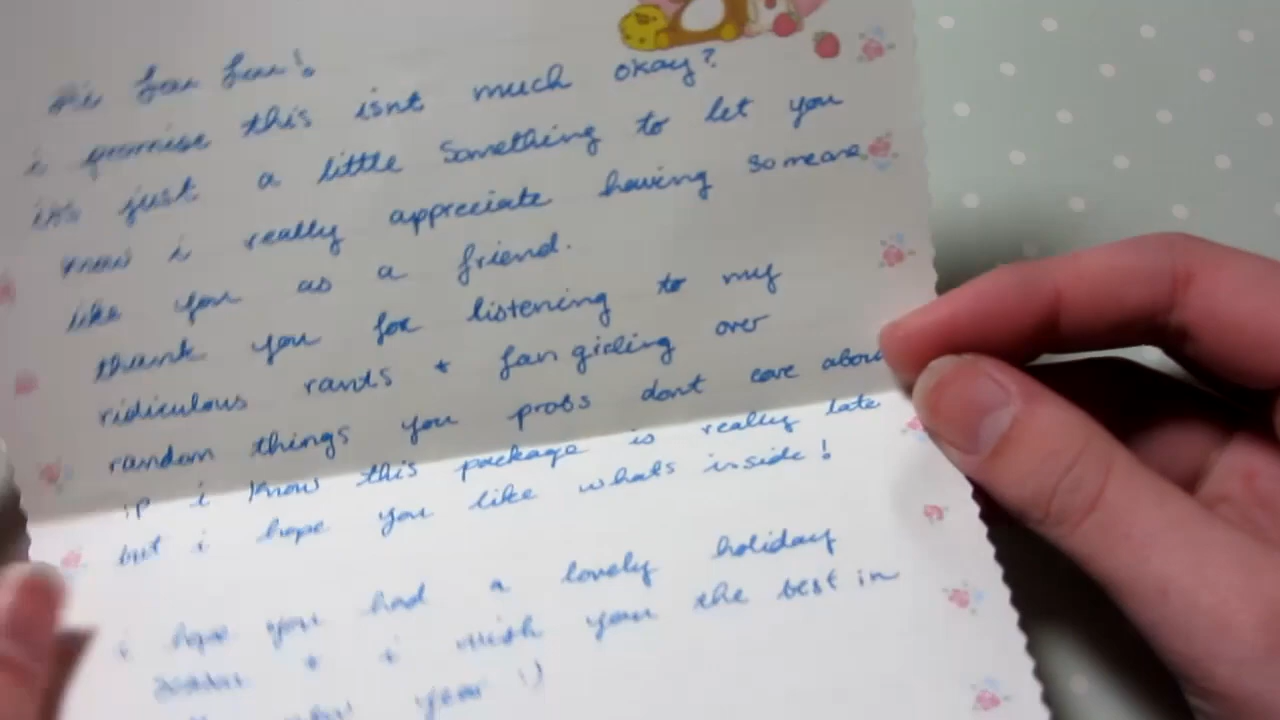 i promise this isnt much okay?
it's just a little something to let you
know i really appreciate having someone
like you as a friend.
thank you for listening to my
ridiculous rants + fangirling over
random things you probs dont care about
:P i know this package is really late
but i hope you like whats inside!
i hope you had a lovely holiday
+ i wish you the best in
year :)